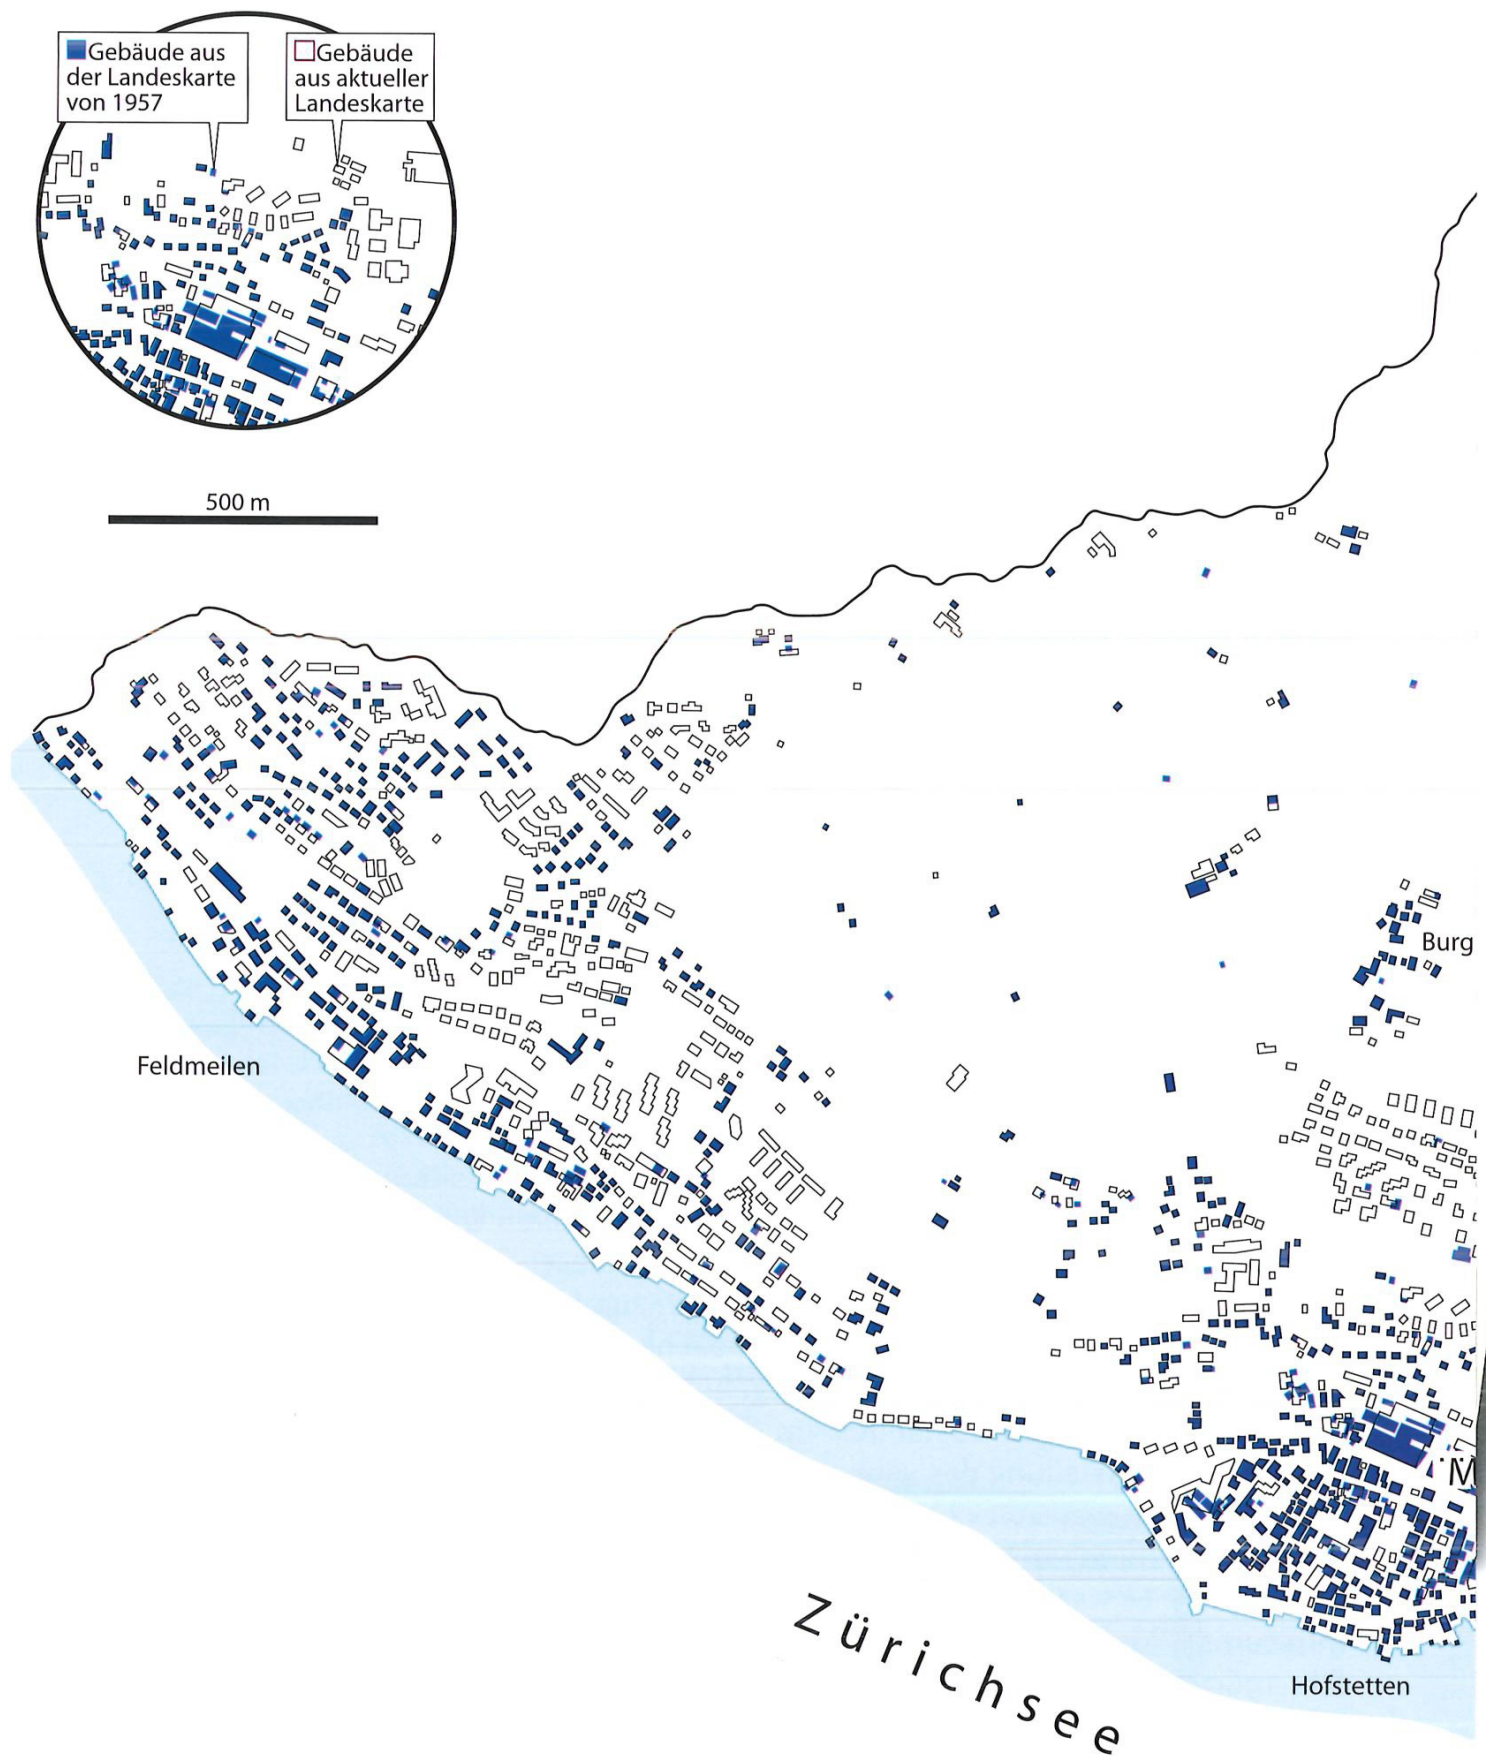 Gebäude aus
der Landeskarte
von 1957
Gebäude
aus aktueller
Landeskarte
500 m
Burg
Feldmeilen
M
Zürichsee
Hofstetten